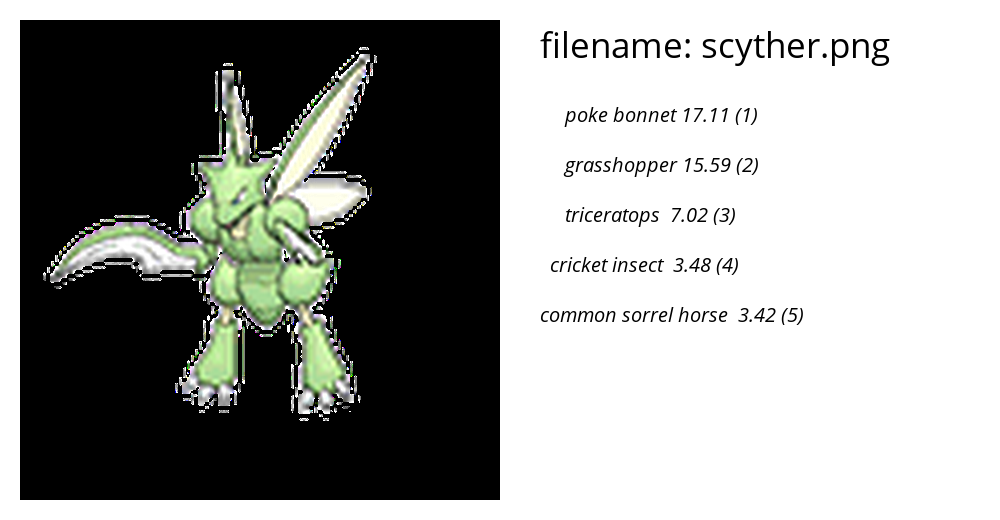 filename: scyther.png
poke bonnet 17.11 (1)
grasshopper 15.59 (2)
triceratops 7.02 (3)
cricket insect 3.48 (4)
common sorrel horse 3.42 (5)